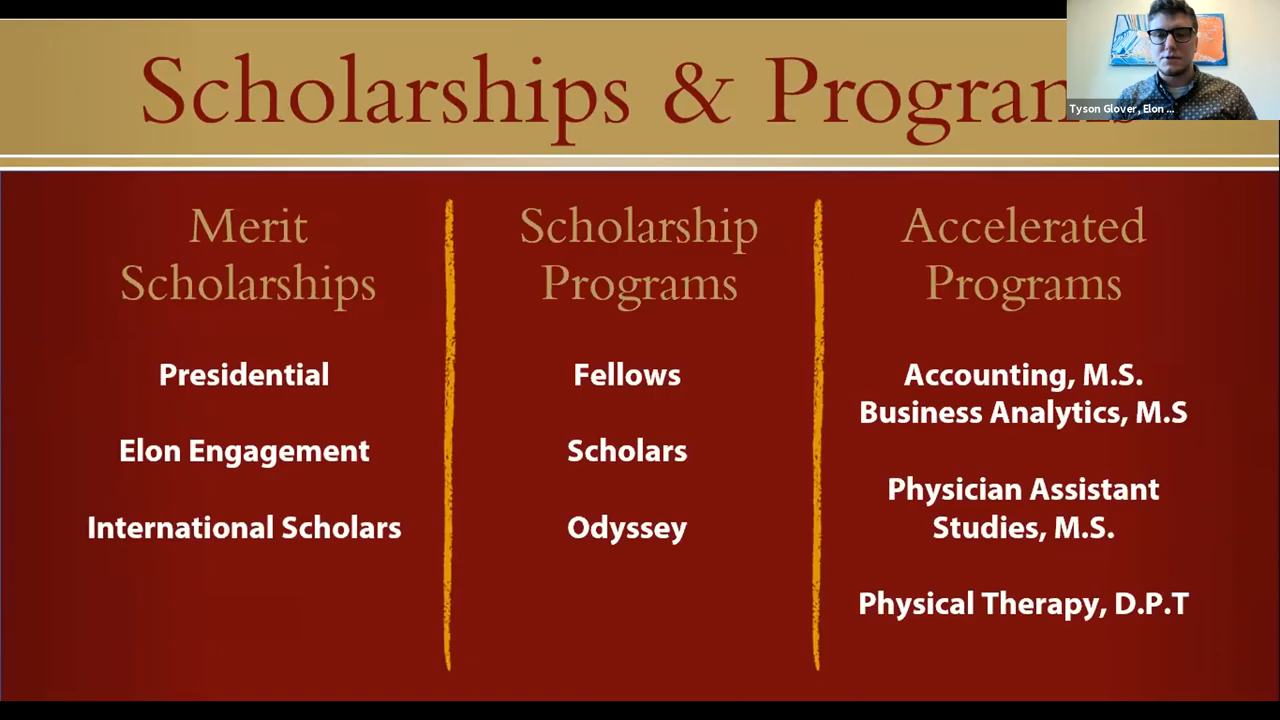 Scholarships & Programs
Tyson Glover, Elon ...
Merit
Scholarships
Presidential
Elon Engagement
International Scholars
Scholarship
Programs
Fellows
Scholars
Odyssey
Accelerated
Programs
Accounting, M.S.
Business Analytics, M.S
Physician Assistant
Studies, M.S.
Physical Therapy, D.P.T